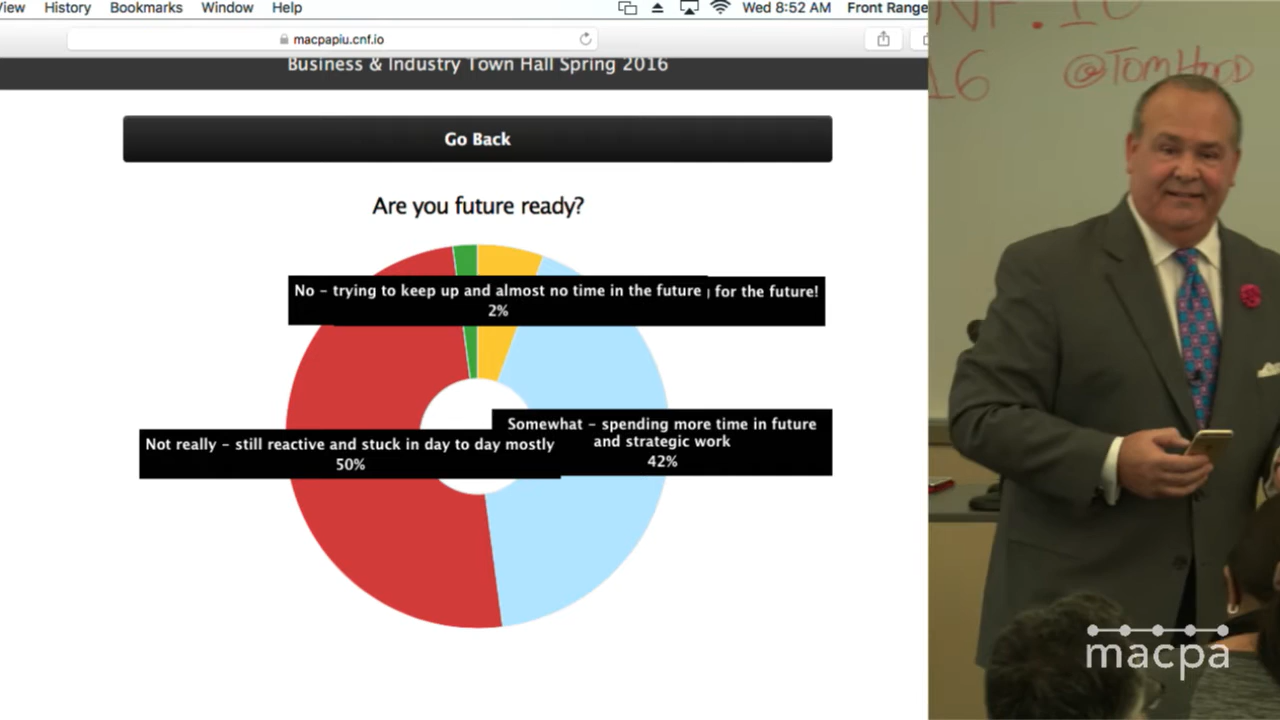 View History Bookmarks Window Help Wed 8:52 AM Front Range
macpapiu.cnf.io
Business & Industry Town Hall Spring 2016
Go Back
Are you future ready?
No – trying to keep up and almost no time in the future
for the future!
2%
Somewhat – spending more time in future
and strategic work
42%
Not really – still reactive and stuck in day to day mostly
50%
NF.IO
16 @TomHood
macpa